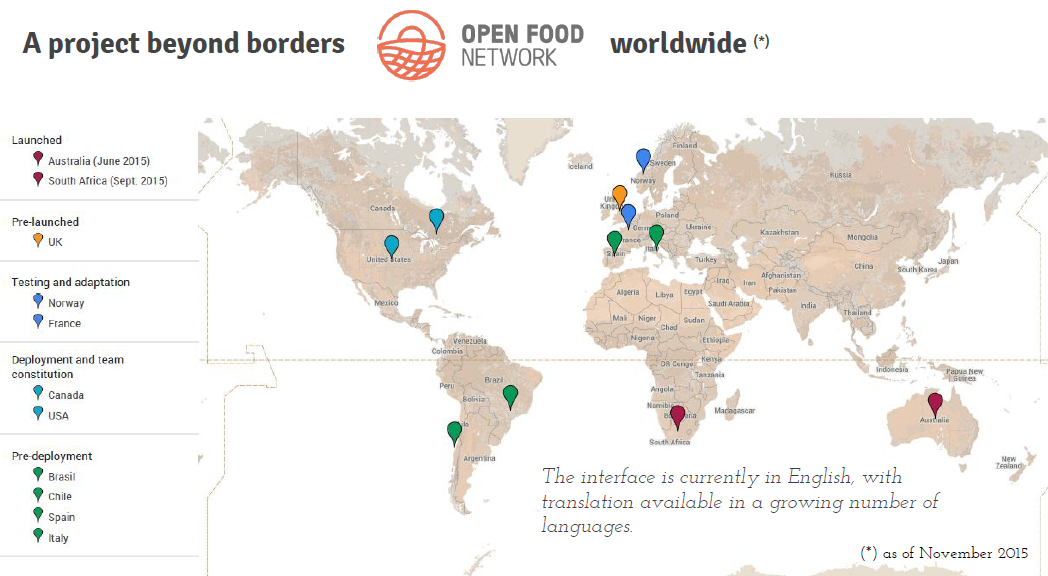 A project beyond borders
OPEN FOOD
NETWORK
worldwide (*)
Launched
Australia (June 2015)
South Africa (Sept. 2015)
Pre-launched
UK
Testing and adaptation
Norway
France
Deployment and team
constitution
Canada
USA
Pre-deployment
Brasil
Chile
Spain
Italy
Iceland
Finland
Sweden
Norway
Russia
Canada
Poland
Ukraine
Kazakhstan
Mongolia
United States
Turkey
China
South Korea
Japan
Iraq
Iran
Afghanistan
Pakistan
Mexico
Algeria
Libya
Egypt
Saudi Arabia
India
Thailand
Mali
Niger
Chad
Sudan
Nigeria
Ethiopia
Venezuela
Colombia
DR Congo
Kenya
Tanzania
Indonesia
Papua New
Guinea
Peru
Brazil
Bolivia
Angola
Namibia
Madagascar
Australia
South Africa
Argentina
New
Zealand
The interface is currently in English, with
translation available in a growing number of
languages.
(*) as of November 2015